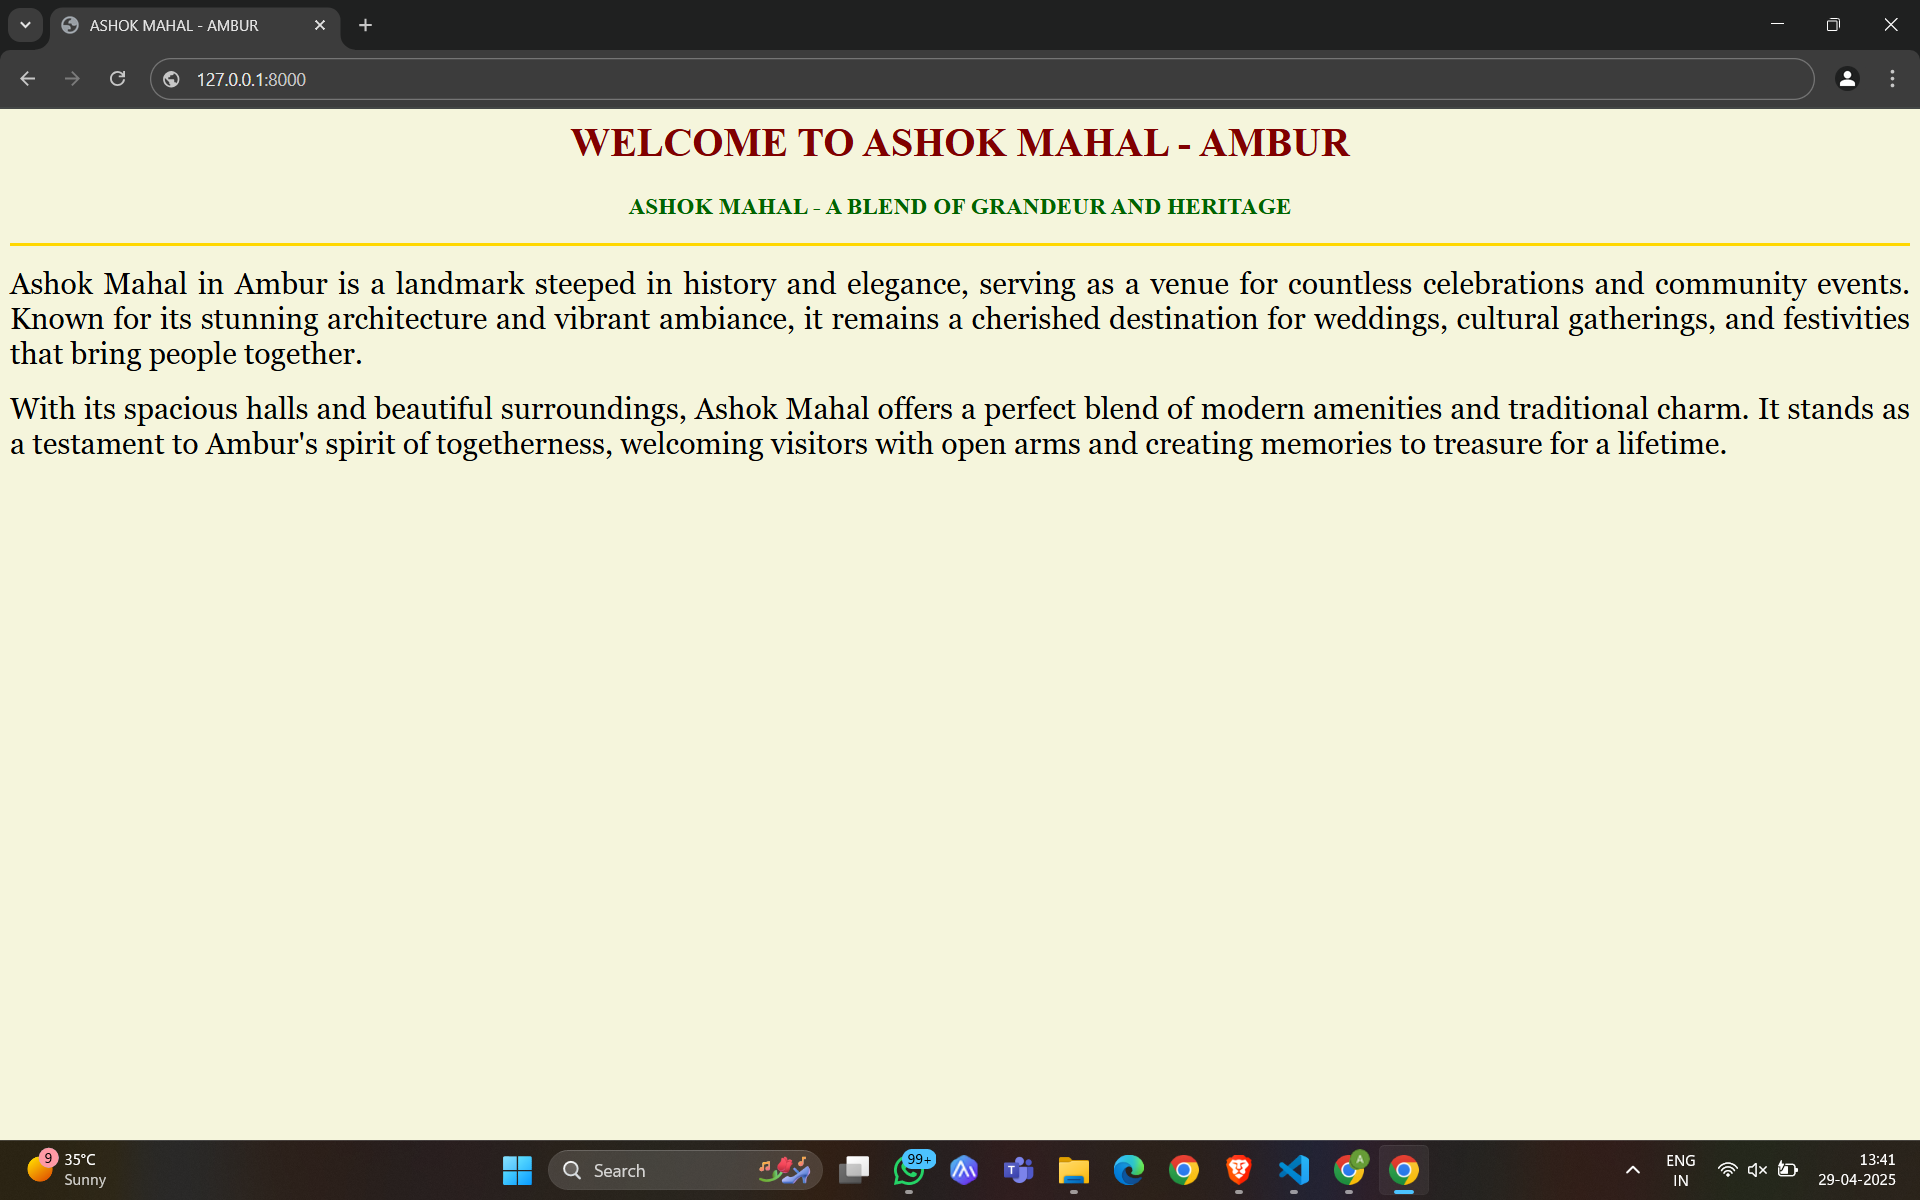 ASHOK MAHAL - AMBUR
127.0.0.1:8000
WELCOME TO ASHOK MAHAL - AMBUR
ASHOK MAHAL - A BLEND OF GRANDEUR AND HERITAGE
Ashok Mahal in Ambur is a landmark steeped in history and elegance, serving as a venue for countless celebrations and community events.
Known for its stunning architecture and vibrant ambiance, it remains a cherished destination for weddings, cultural gatherings, and festivities
that bring people together.
With its spacious halls and beautiful surroundings, Ashok Mahal offers a perfect blend of modern amenities and traditional charm. It stands as
a testament to Ambur's spirit of togetherness, welcoming visitors with open arms and creating memories to treasure for a lifetime.
9
35°C
Sunny
Search
99+
T
A
ENG
IN
13:41
29-04-2025